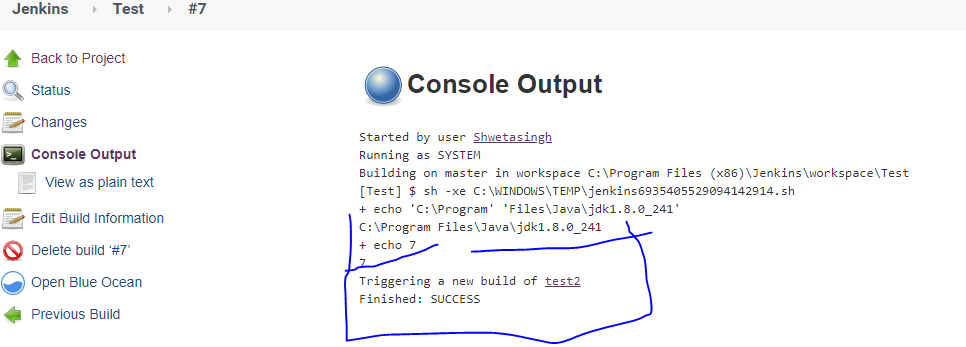 Jenkins Test #7
Back to Project
Status
Changes
Console Output
View as plain text
Edit Build Information
Delete build ‘#7’
Open Blue Ocean
Previous Build
Console Output
Started by user Shwetasingh
Running as SYSTEM
Building on master in workspace C:\Program Files (x86)\Jenkins\workspace\Test
[Test] $ sh -xe C:\WINDOWS\TEMP\jenkins6935405529094142914.sh
+ echo 'C:\Program' 'Files\Java\jdk1.8.0_241'
C:\Program Files\Java\jdk1.8.0_241
+ echo 7
7
Triggering a new build of test2
Finished: SUCCESS